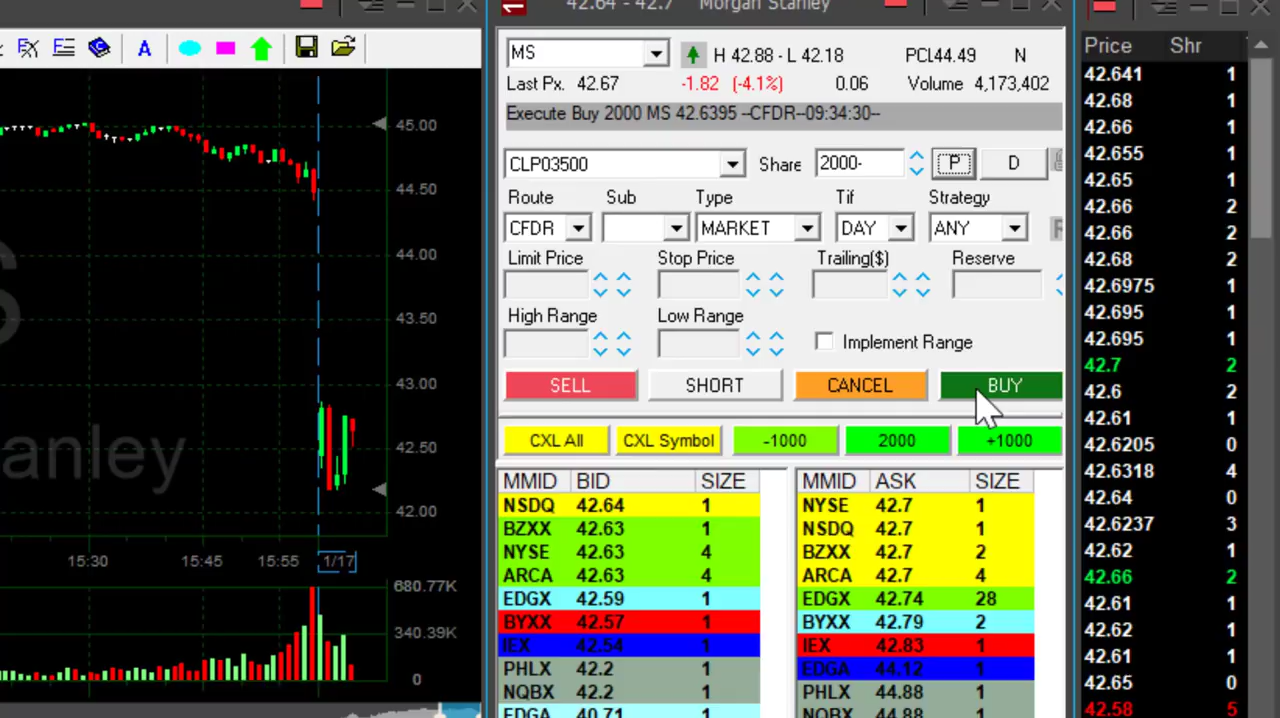 42.64 - 42.7 Morgan Stanley
A
MS
H 42.88 - L 42.18 PCL44.49 N
Last Px. 42.67 -1.82 (-4.1%) 0.06 Volume 4,173,402
Execute Buy 2000 MS 42.6395 --CFDR--09:34:30--
CLP03500 Share 2000- P D
Route Sub Type Tif Strategy
CFDR MARKET DAY ANY
Limit Price Stop Price Trailing($) Reserve
High Range Low Range
Implement Range
SELL SHORT CANCEL BUY
CXL All CXL Symbol -1000 2000 +1000
MMID BID SIZE MMID ASK SIZE
NSDQ 42.64 1 NYSE 42.7 1
BZXX 42.63 1 NSDQ 42.7 1
NYSE 42.63 4 BZXX 42.7 2
ARCA 42.63 4 ARCA 42.7 4
EDGX 42.59 1 EDGX 42.74 28
BYXX 42.57 1 BYXX 42.79 2
IEX 42.54 1 IEX 42.83 1
PHLX 42.2 1 EDGA 44.12 1
NQBX 42.2 1 PHLX 44.88 1
EDGA 40.71 1 NQBX 44.88 1
45.00
44.50
44.00
43.50
43.00
42.50
42.00
anley
15:30 15:45 15:55 1/17
680.77K
340.39K
0
Price Shr
42.641 1
42.68 1
42.66 1
42.655 1
42.65 1
42.66 2
42.66 2
42.68 2
42.6975 1
42.695 1
42.695 1
42.7 2
42.6 2
42.61 1
42.6205 0
42.6318 4
42.64 0
42.6237 3
42.62 1
42.66 2
42.61 1
42.62 1
42.61 1
42.65 0
42.58 5